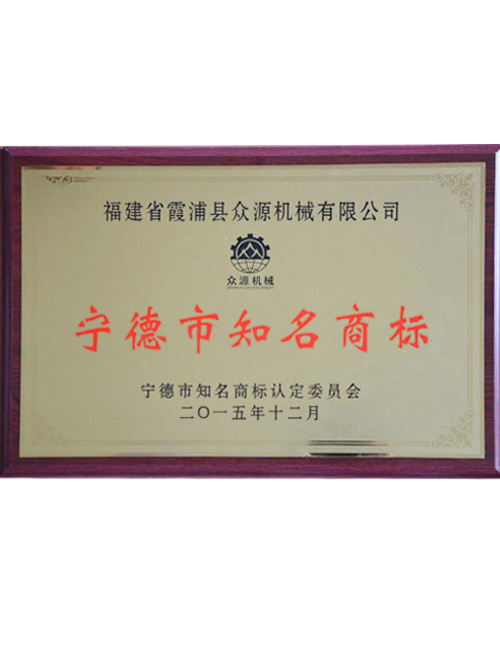 福建省霞浦县众源机械有限公司
众源机械
宁德市知名商标
宁德市知名商标认定委员会
二〇一五年十二月